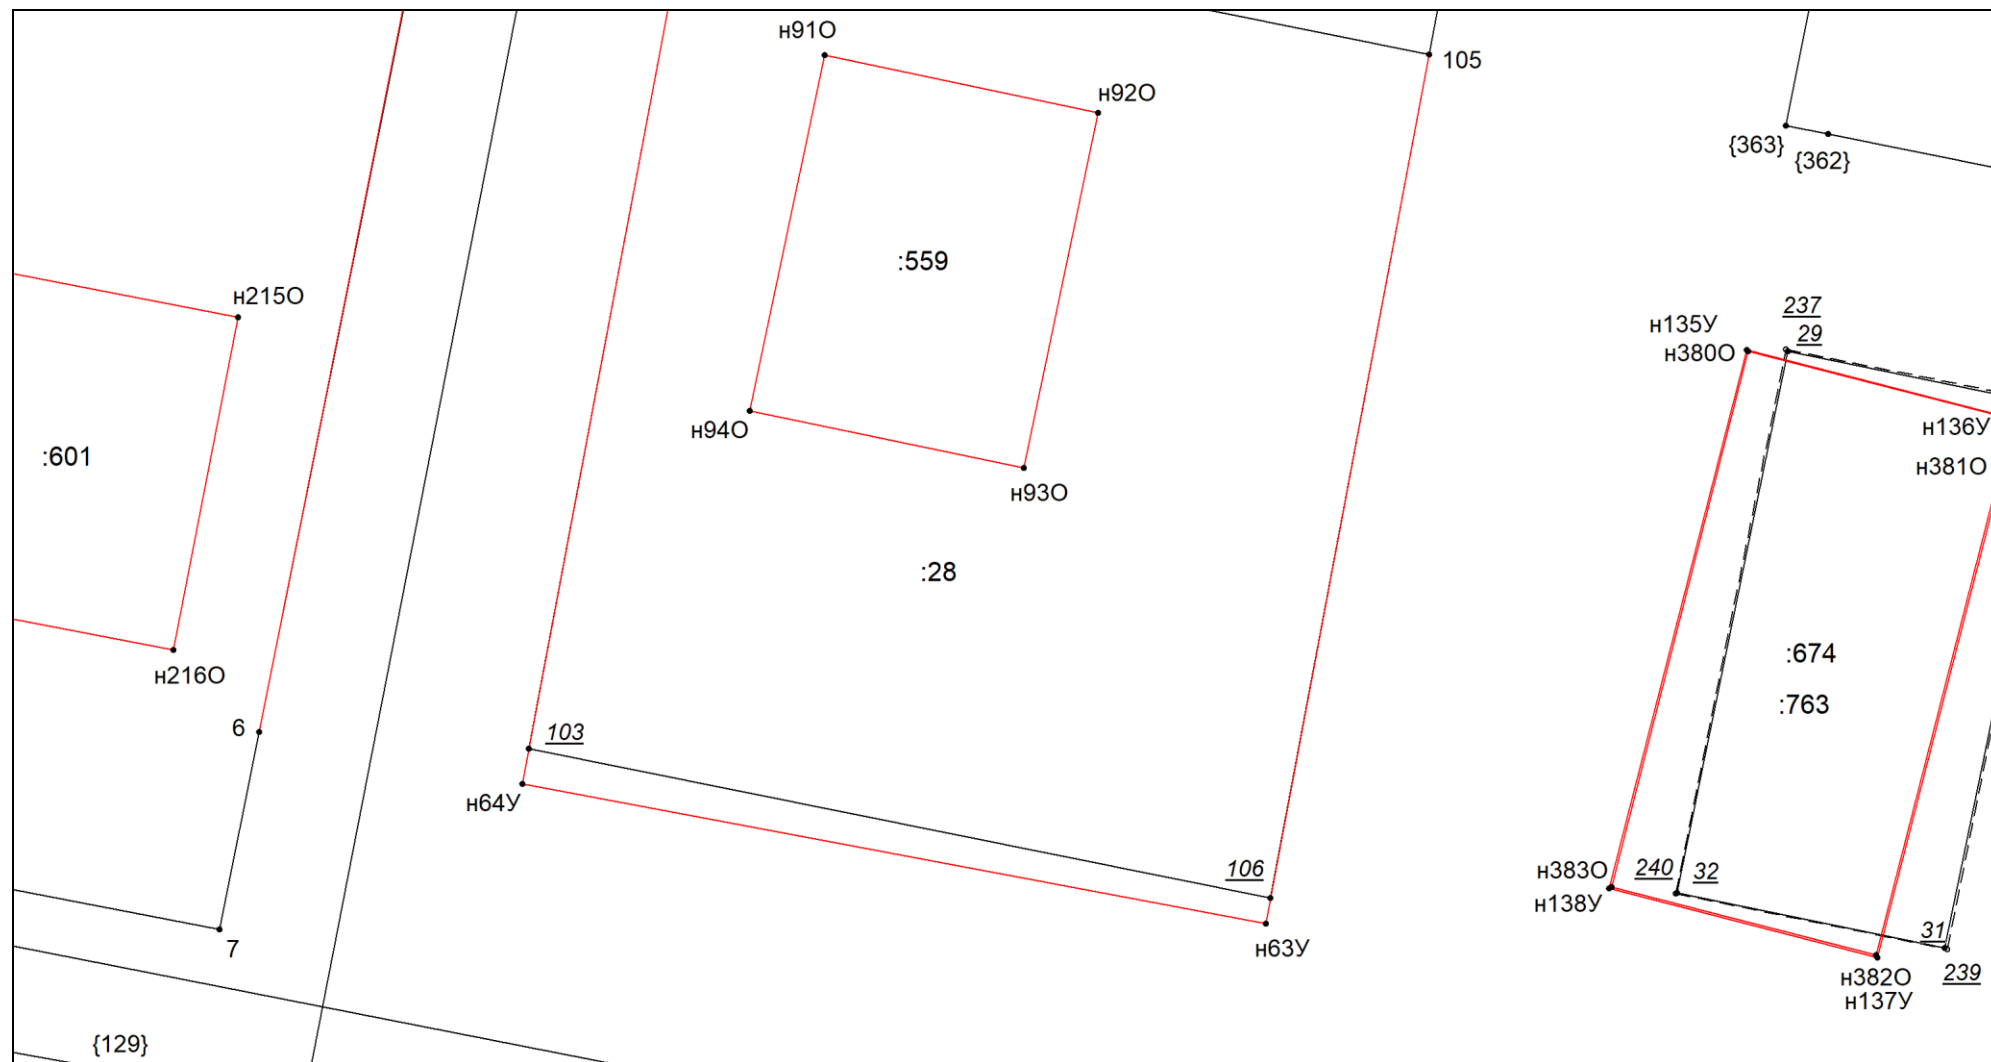 н91О
105
н92О
{363}
{362}
:559
н215О
237
н135У
29
н380О
н136У
н94О
:601
н381О
н93О
:28
:674
н216О
:763
6
103
н64У
106
н383О
240
32
н138У
31
7
н63У
н382О
239
н137У
{129}